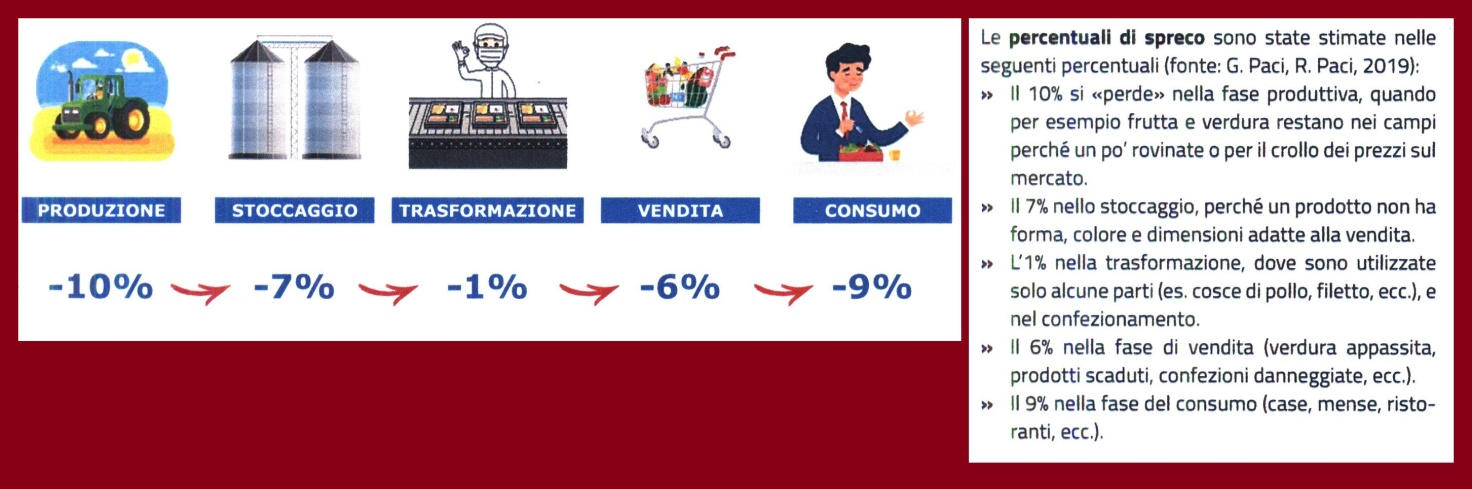 PRODUZIONE STOCCAGGIO TRASFORMAZIONE VENDITA CONSUMO
-10% -7% -1% -6% -9%
Le percentuali di spreco sono state stimate nelle
seguenti percentuali (fonte: G. Paci, R. Paci, 2019):
» Il 10% si «perde» nella fase produttiva, quando
per esempio frutta e verdura restano nei campi
perché un po’ rovinate o per il crollo dei prezzi sul
mercato.
» Il 7% nello stoccaggio, perché un prodotto non ha
forma, colore e dimensioni adatte alla vendita.
» L’1% nella trasformazione, dove sono utilizzate
solo alcune parti (es. cosce di pollo, filetto, ecc.), e
nel confezionamento.
» Il 6% nella fase di vendita (verdura appassita,
prodotti scaduti, confezioni danneggiate, ecc.).
» Il 9% nella fase del consumo (case, mense, risto-
ranti, ecc.).